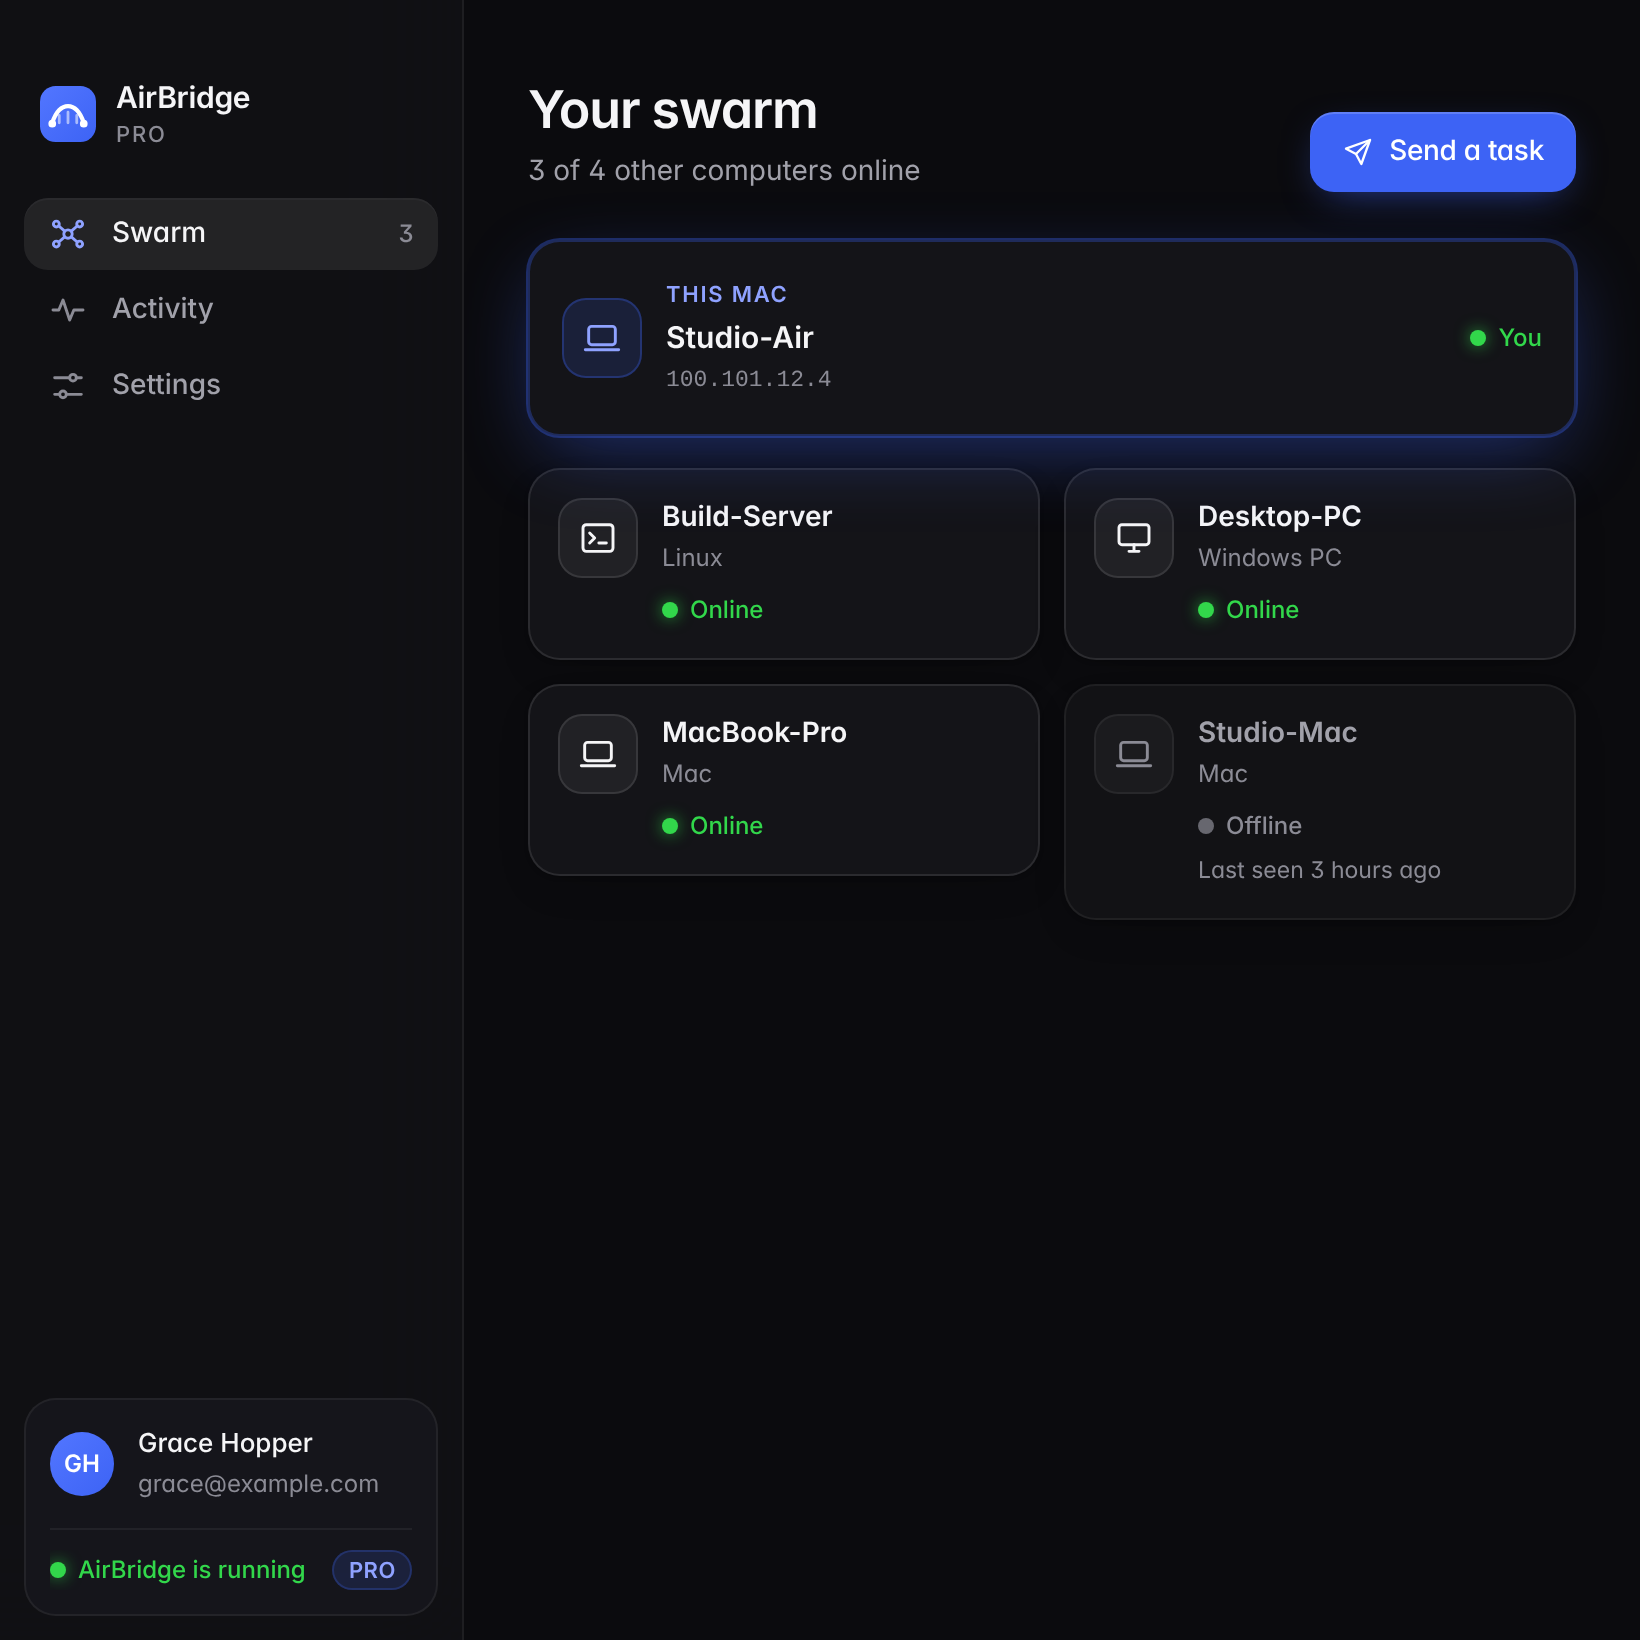 AirBridge
PRO
Swarm 3
Activity
Settings
Grace Hopper
GH
grace@example.com
AirBridge is running PRO
Your swarm
3 of 4 other computers online
Send a task
THIS MAC
Studio-Air
100.101.12.4
You
Build-Server
Linux
Online
Desktop-PC
Windows PC
Online
MacBook-Pro
Mac
Online
Studio-Mac
Mac
Offline
Last seen 3 hours ago